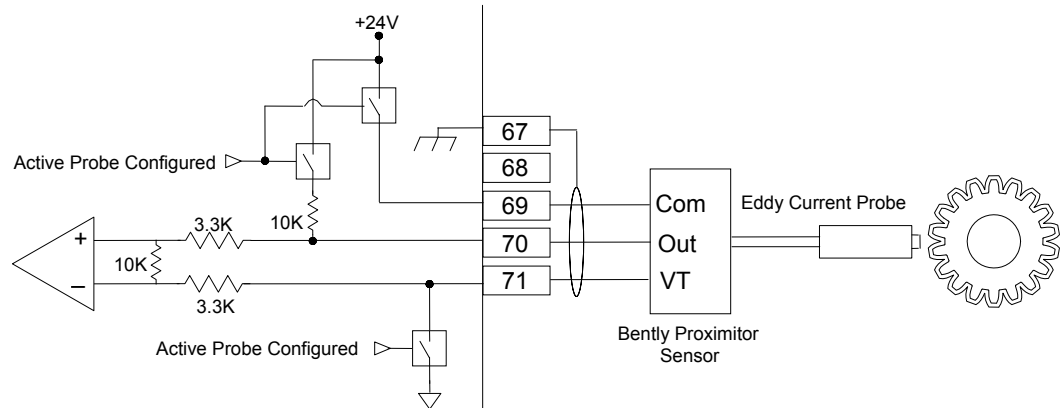 +24V
Active Probe Configured
67
68
69
70
71
10K
3.3K
10K
3.3K
+
–
Active Probe Configured
Com
Out
VT
Eddy Current Probe
Bently Proximitor
Sensor